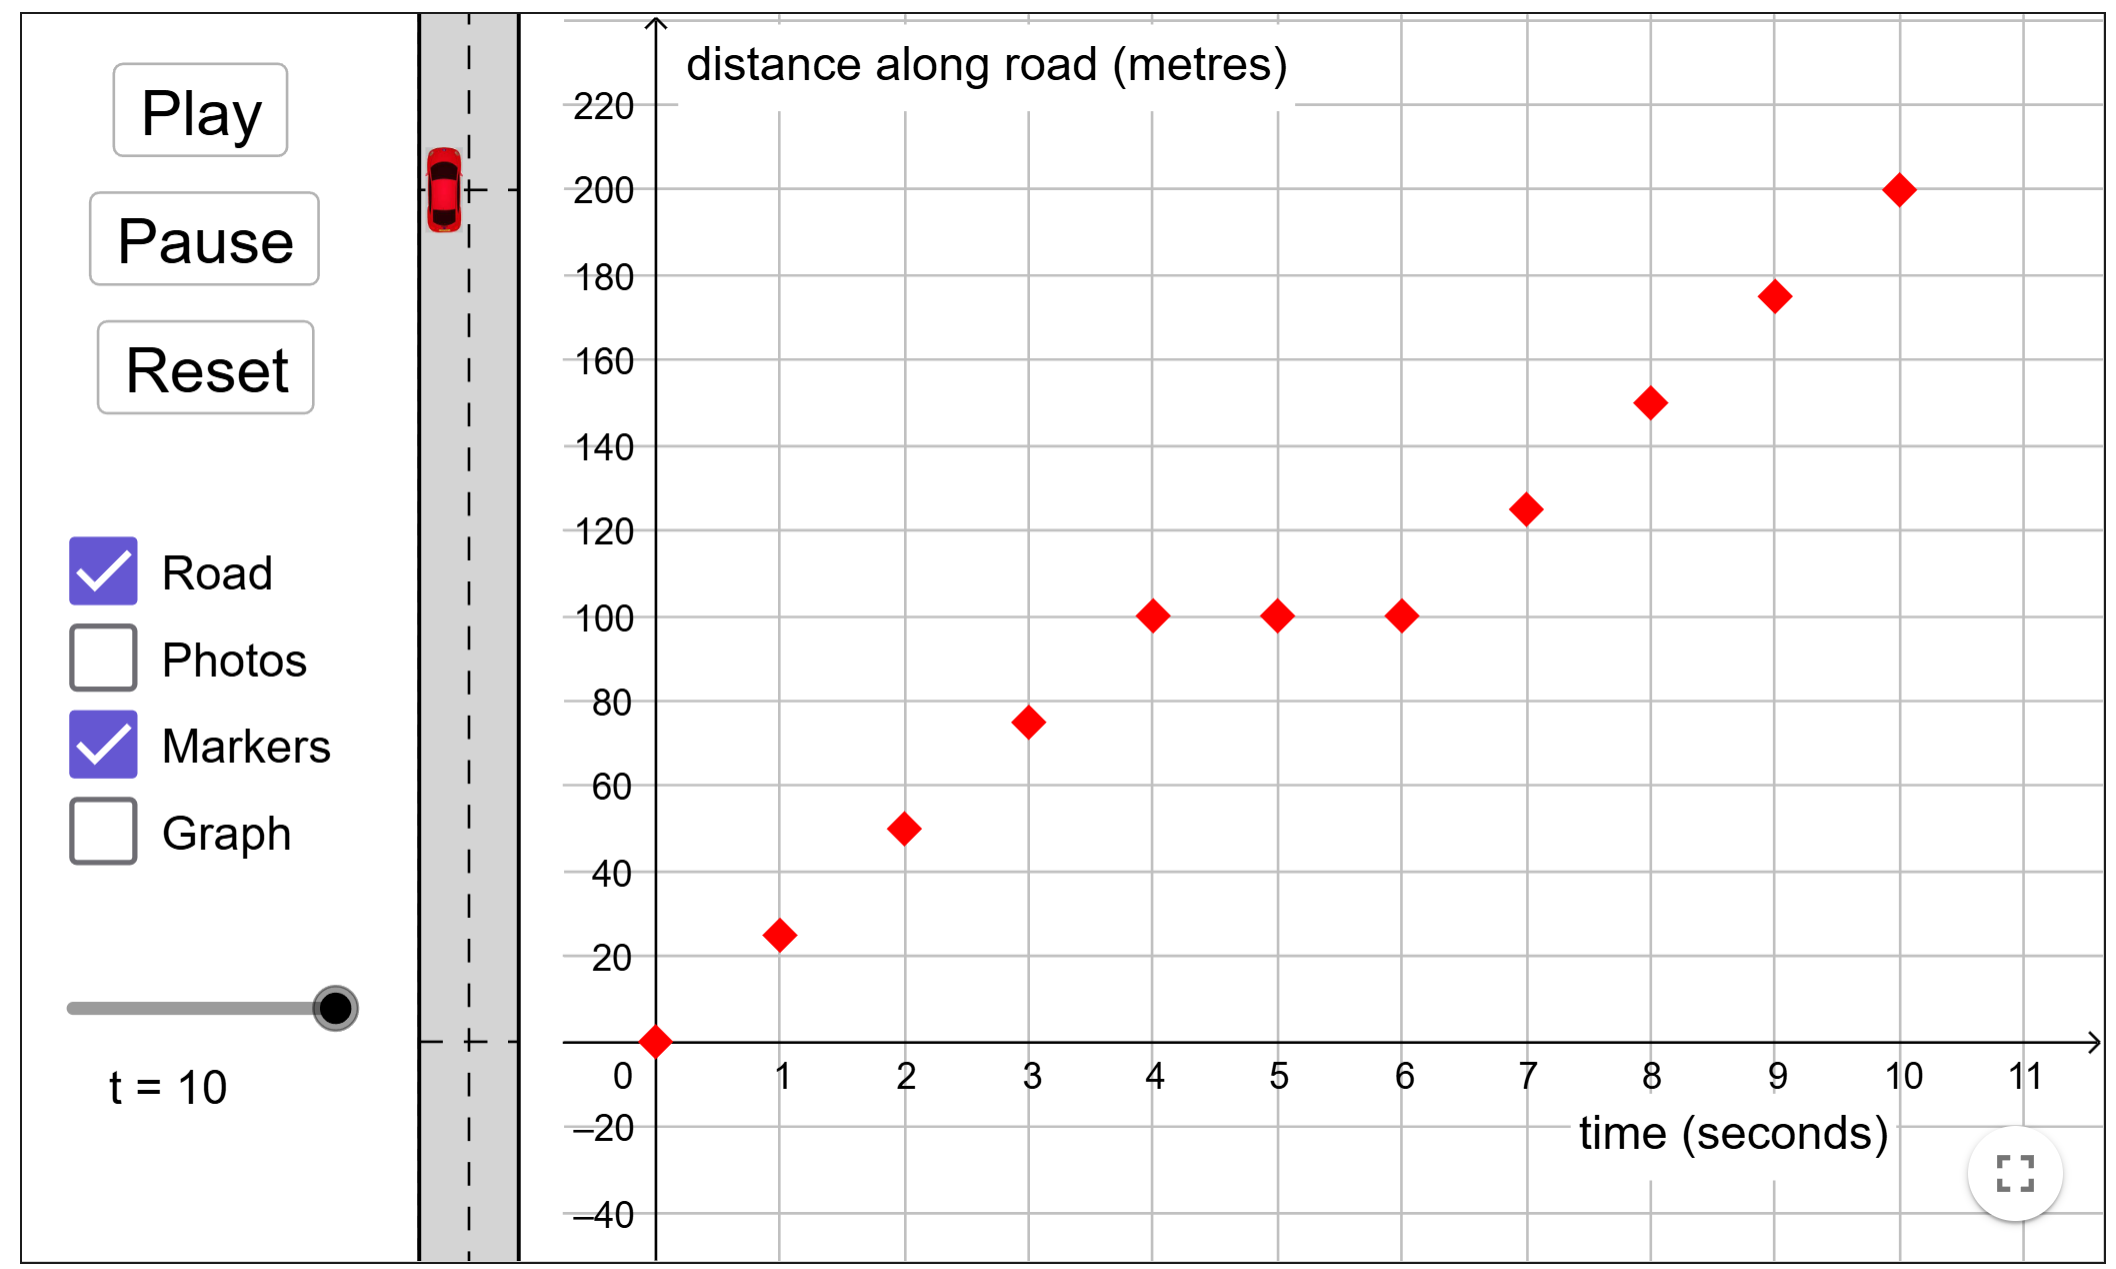 Play
Pause
Reset
Road
Photos
Markers
Graph
t = 10
distance along road (metres)
220
200
180
160
140
120
100
80
60
40
20
0 1 2 3 4 5 6 7 8 9 10 11
time (seconds)
–20
–40